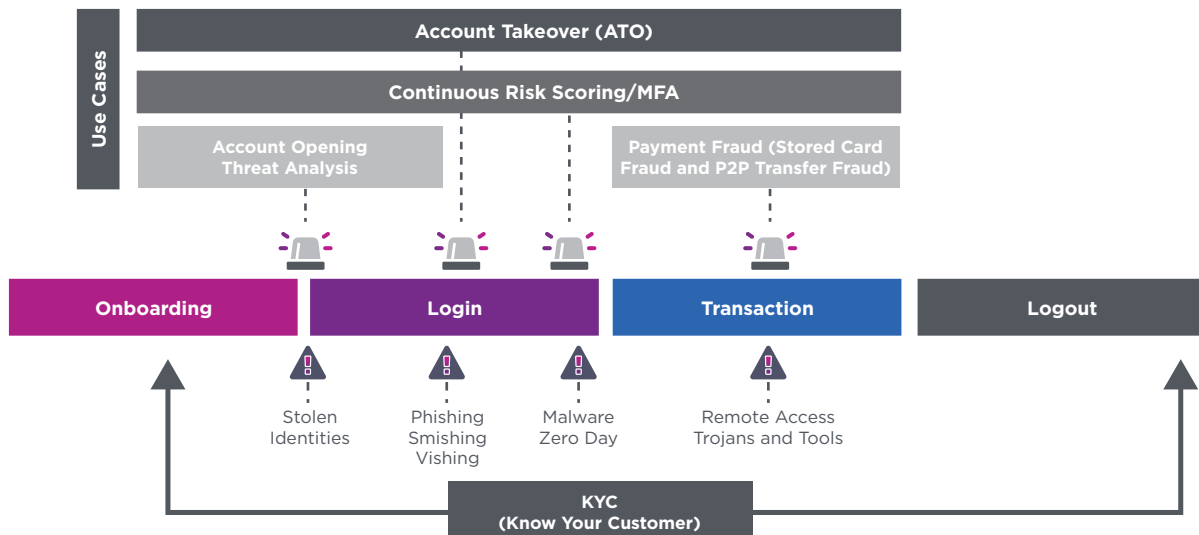 Use Cases
Account Takeover (ATO)
Continuous Risk Scoring/MFA
Account Opening
Threat Analysis
Payment Fraud (Stored Card
Fraud and P2P Transfer Fraud)
Onboarding
Login
Transaction
Logout
Stolen
Identities
Phishing
Smishing
Vishing
Malware
Zero Day
Remote Access
Trojans and Tools
KYC
(Know Your Customer)